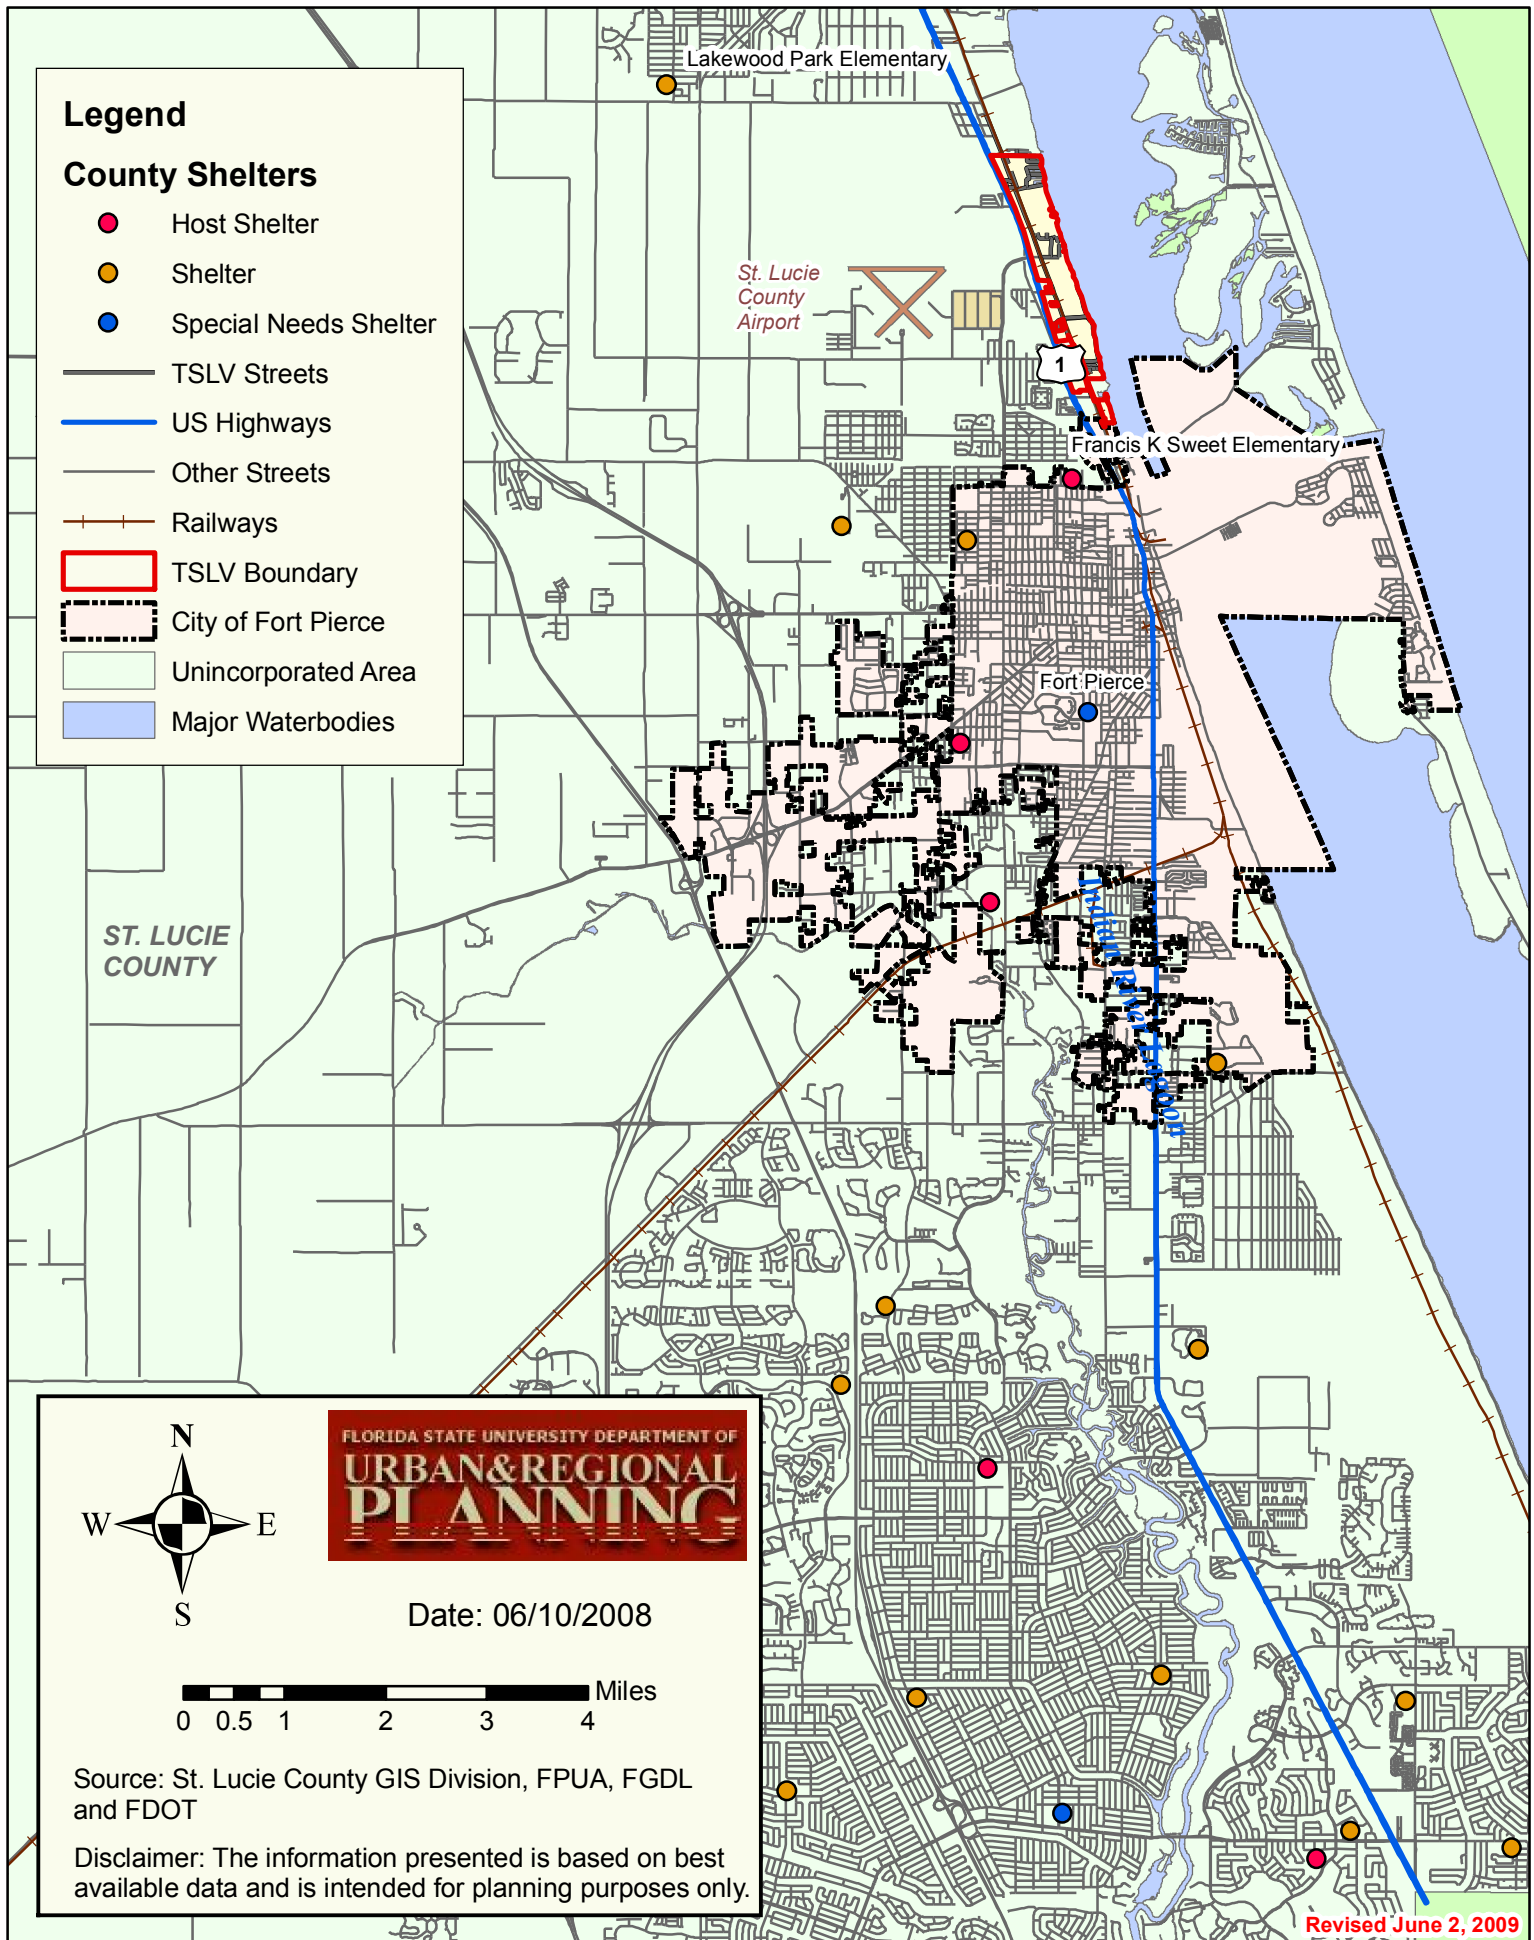 Lakewood Park Elementary
Legend
County Shelters
Host Shelter
Shelter
Special Needs Shelter
TSLV Streets
US Highways
Other Streets
Railways
TSLV Boundary
City of Fort Pierce
Unincorporated Area
Major Waterbodies
St. Lucie
County
Airport
1
Francis K Sweet Elementary
Fort Pierce
Indian River Lagoon
ST. LUCIE
COUNTY
N
W
E
S
FLORIDA STATE UNIVERSITY DEPARTMENT OF
URBAN&REGIONAL
PLANNING
Date: 06/10/2008
Miles
0 0.5 1 2 3 4
Source: St. Lucie County GIS Division, FPUA, FGDL
and FDOT
Disclaimer: The information presented is based on best
available data and is intended for planning purposes only.
Revised June 2, 2009